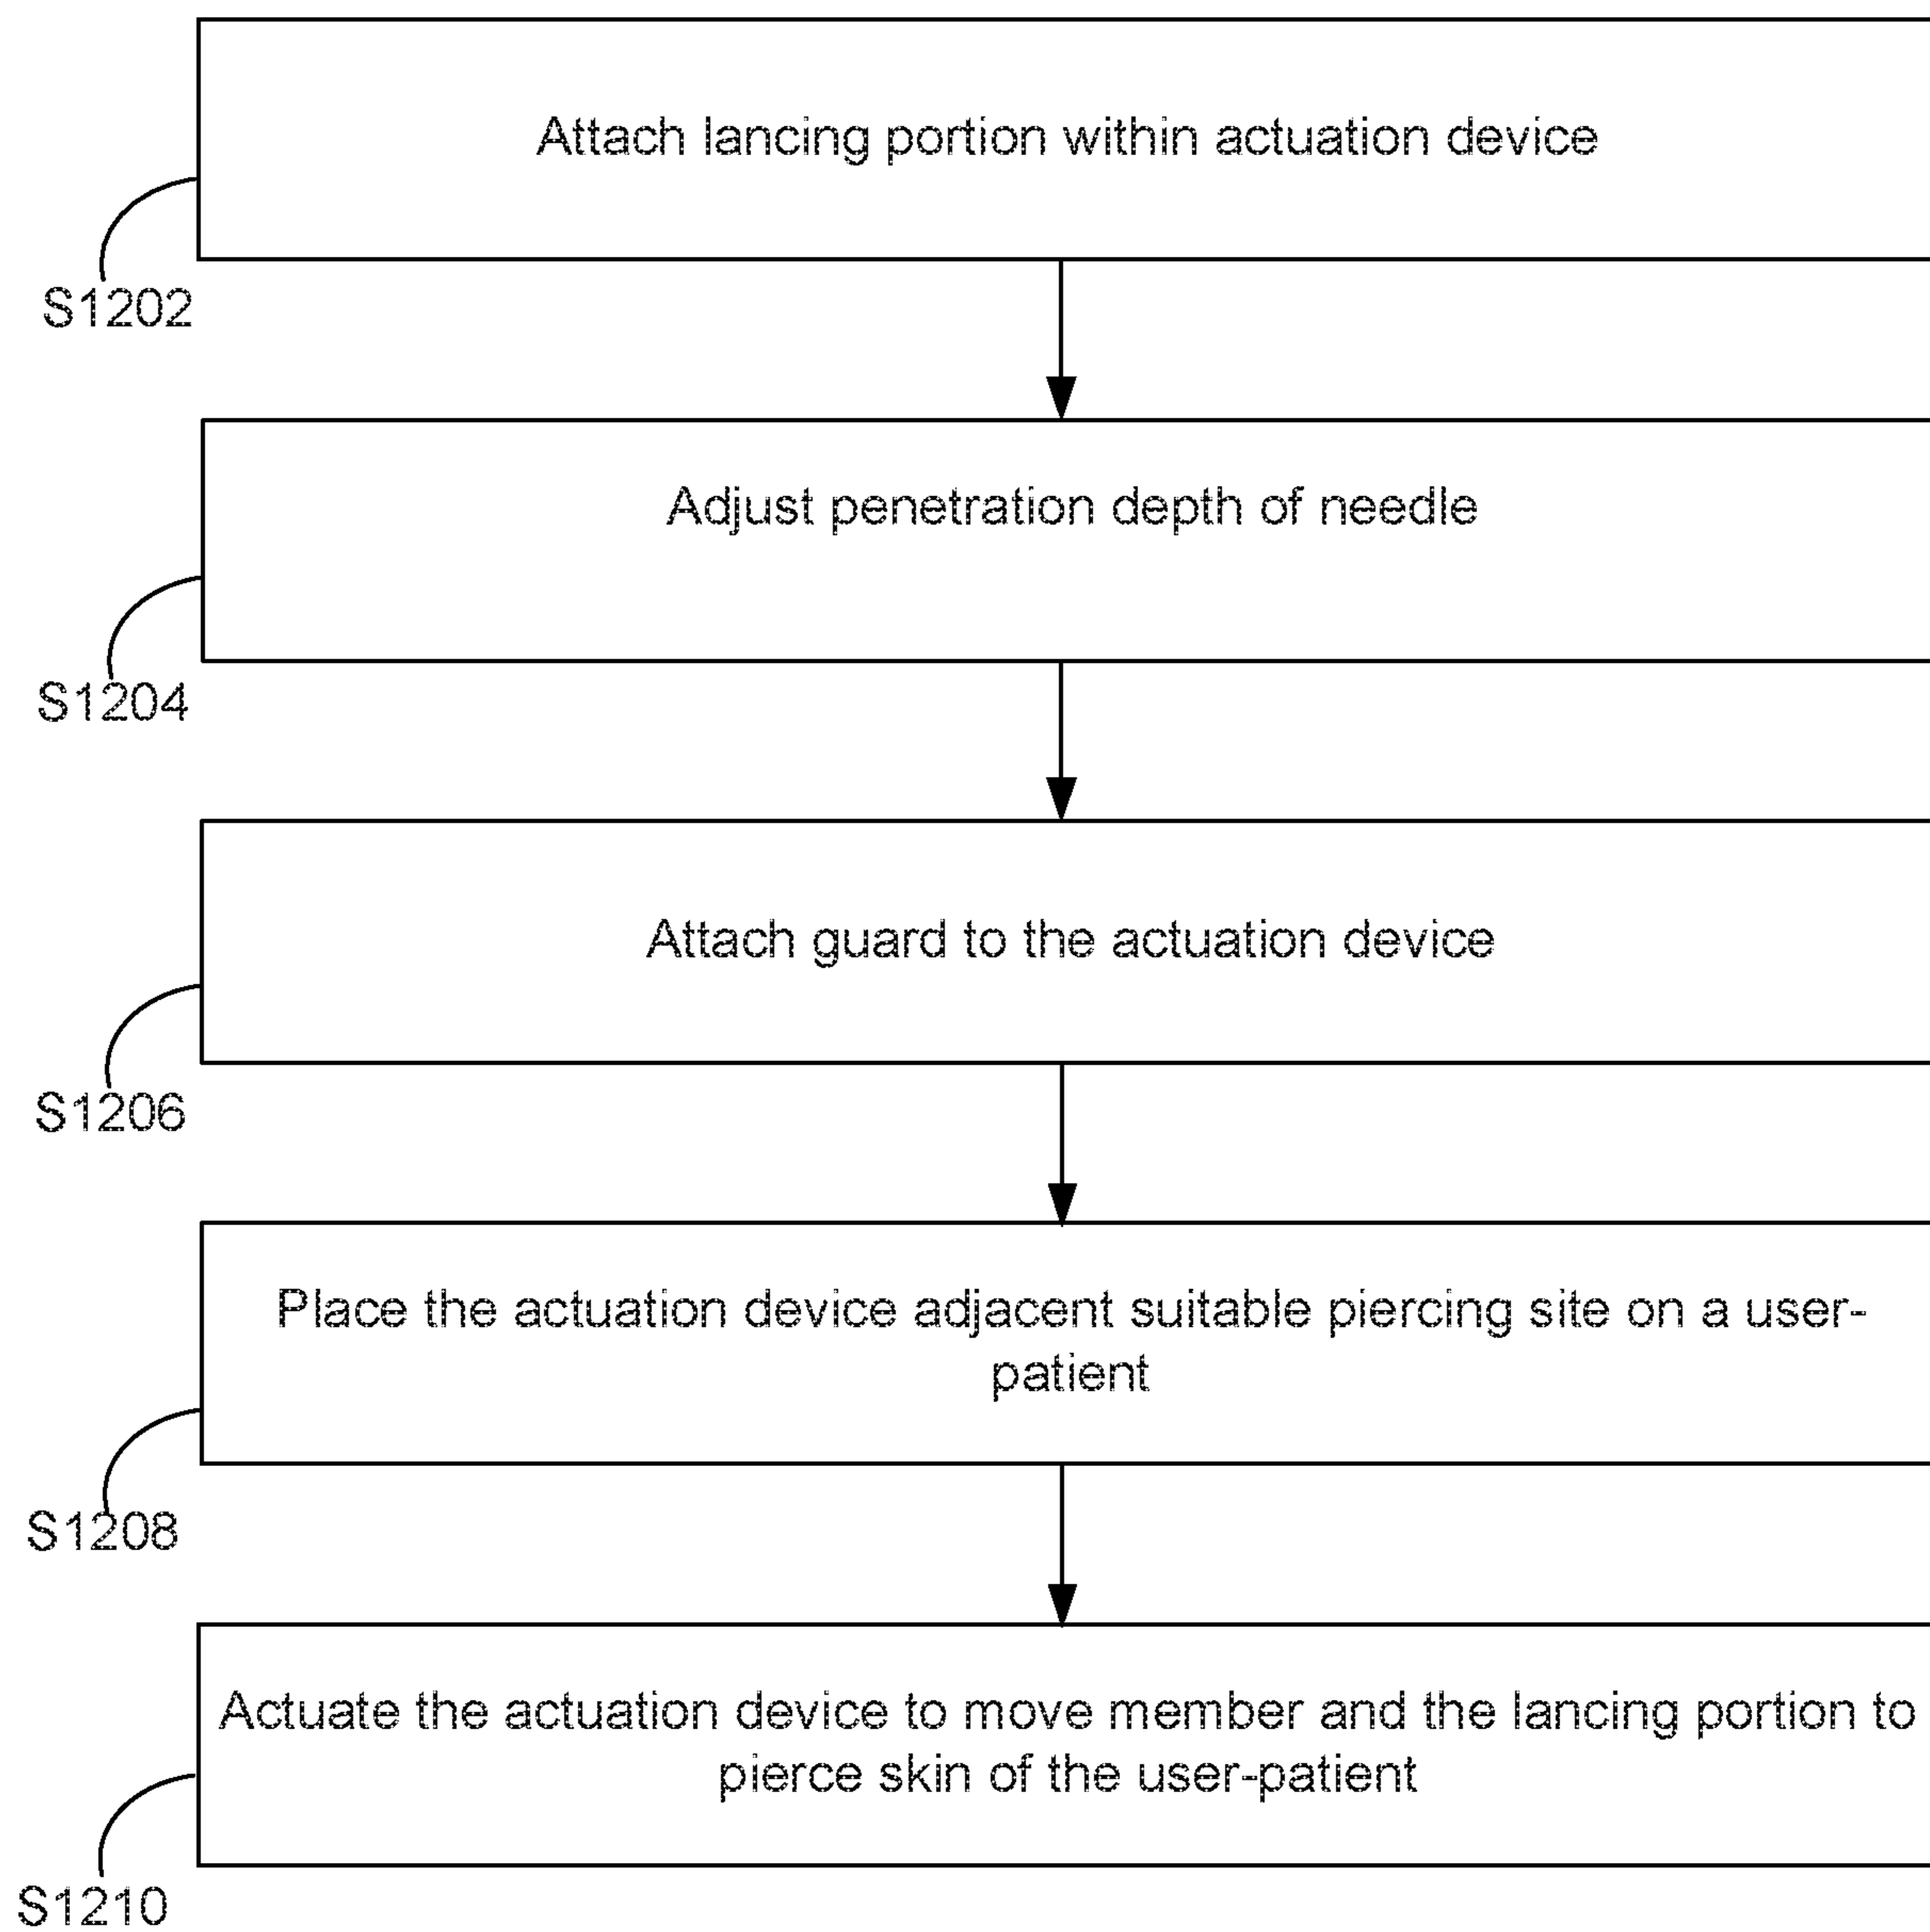 Attach lancing portion within actuation device
S1202
Adjust penetration depth of needle
S1204
Attach guard to the actuation device
S1206
Place the actuation device adjacent suitable piercing site on a user-
patient
S1208
Actuate the actuation device to move member and the lancing portion to
pierce skin of the user-patient
S1210